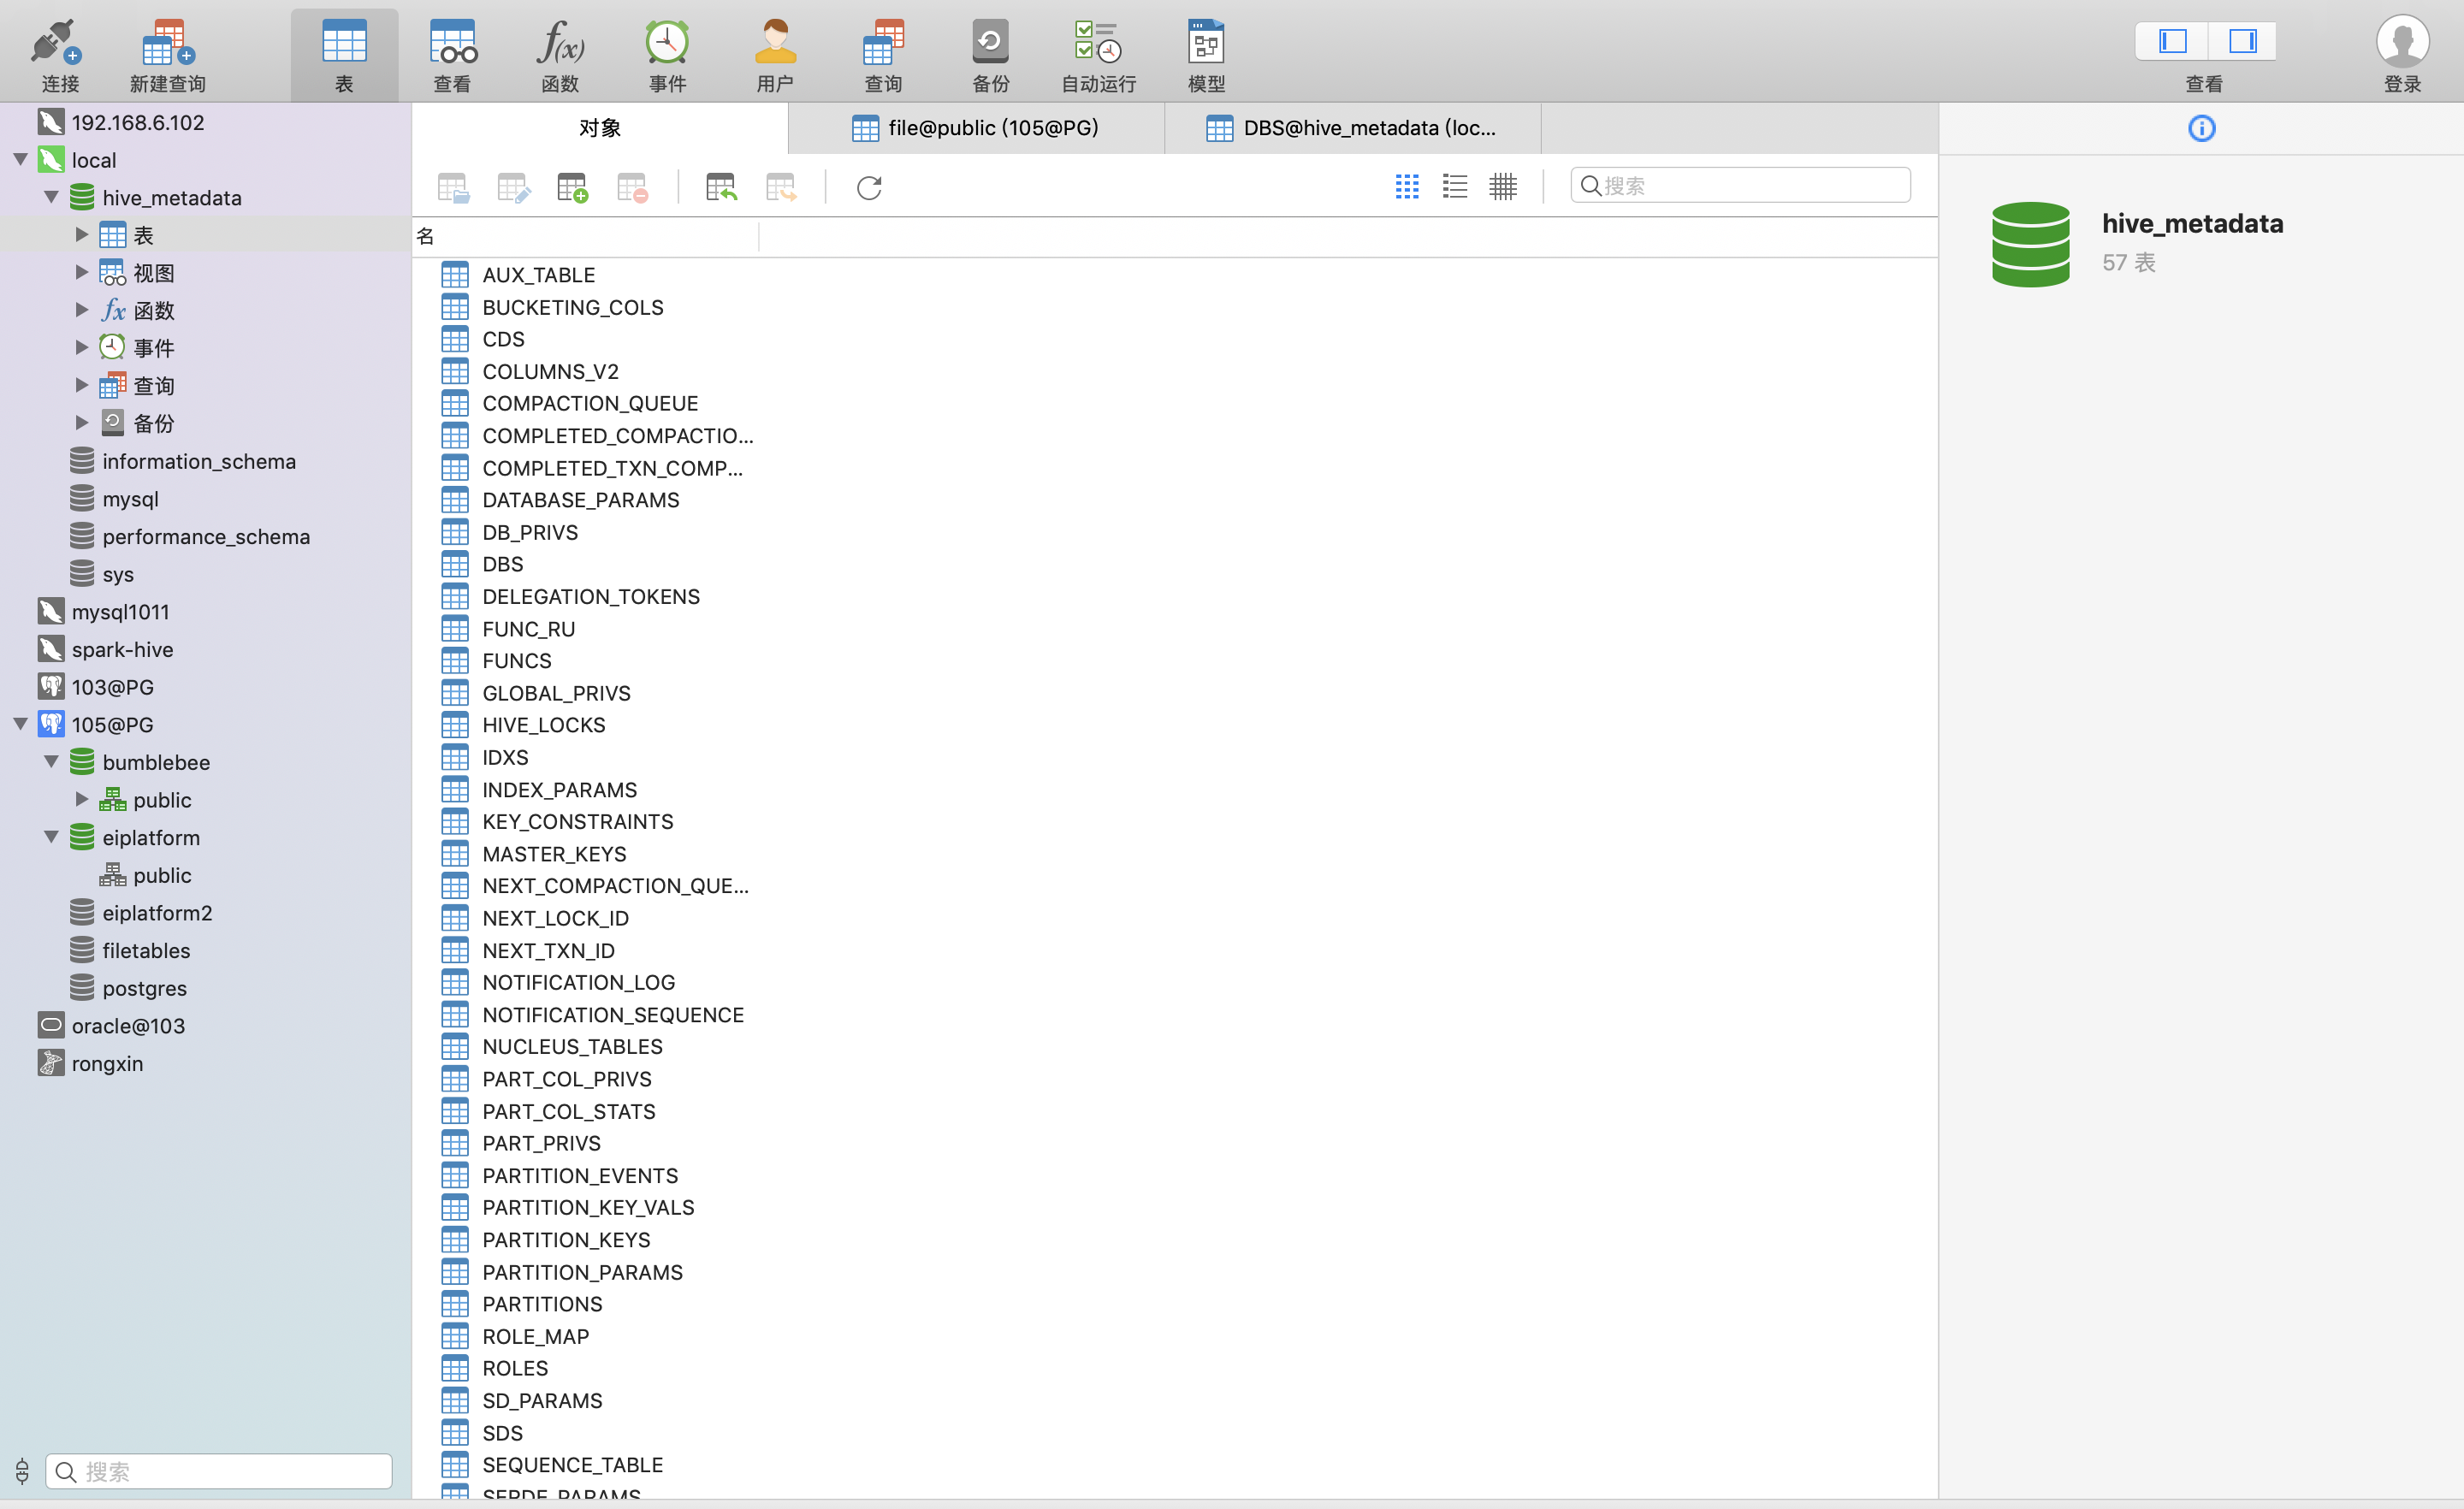 连接
新建查询
表
查看
函数
事件
用户
查询
备份
自动运行
模型
查看
登录
192.168.6.102
local
hive_metadata
表
视图
函数
事件
查询
备份
information_schema
mysql
performance_schema
sys
mysql1011
spark-hive
103@PG
105@PG
bumblebee
public
eiplatform
public
eiplatform2
filetables
postgres
oracle@103
rongxin
搜索
对象
file@public (105@PG)
DBS@hive_metadata (loc...
搜索
名
AUX_TABLE
BUCKETING_COLS
CDS
COLUMNS_V2
COMPACTION_QUEUE
COMPLETED_COMPACTIO...
COMPLETED_TXN_COMP...
DATABASE_PARAMS
DB_PRIVS
DBS
DELEGATION_TOKENS
FUNC_RU
FUNCS
GLOBAL_PRIVS
HIVE_LOCKS
IDXS
INDEX_PARAMS
KEY_CONSTRAINTS
MASTER_KEYS
NEXT_COMPACTION_QUE...
NEXT_LOCK_ID
NEXT_TXN_ID
NOTIFICATION_LOG
NOTIFICATION_SEQUENCE
NUCLEUS_TABLES
PART_COL_PRIVS
PART_COL_STATS
PART_PRIVS
PARTITION_EVENTS
PARTITION_KEY_VALS
PARTITION_KEYS
PARTITION_PARAMS
PARTITIONS
ROLE_MAP
ROLES
SD_PARAMS
SDS
SEQUENCE_TABLE
SERDE_PARAMS
hive_metadata
57 表